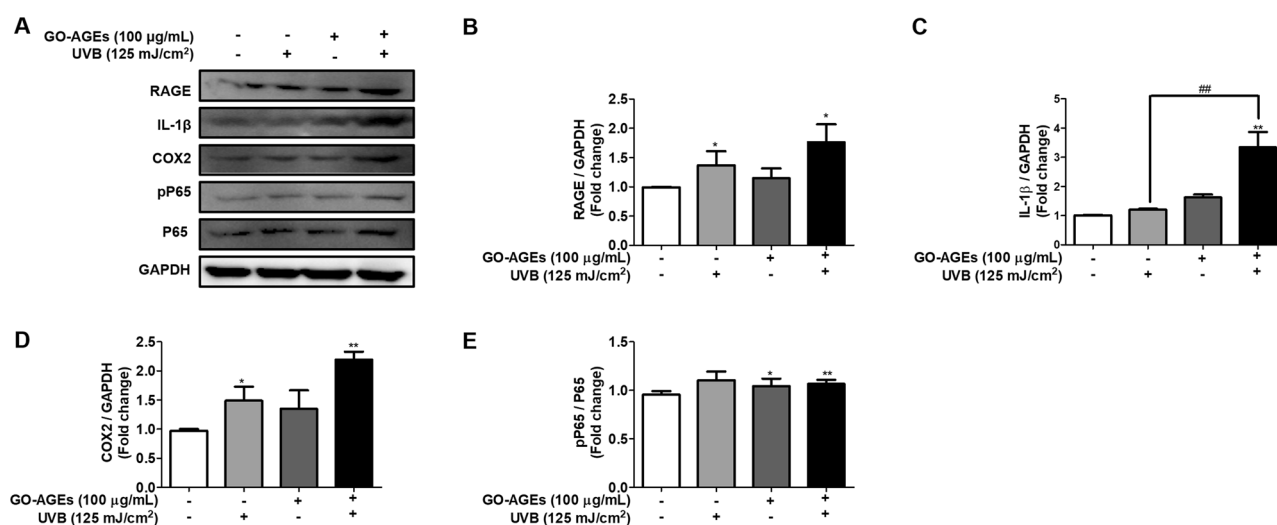 A
GO-AGEs (100 µg/mL) - - + +
UVB (125 mJ/cm²) - + - +
RAGE
IL-1β
COX2
pP65
P65
GAPDH
B
RAGE / GAPDH
(Fold change)
2.5
2.0
1.5
1.0
0.5
0.0
*
*
GO-AGEs (100 µg/mL) - - + +
UVB (125 mJ/cm²) - + - +
C
IL-1β / GAPDH
(Fold change)
5
4
3
2
1
0
##
**
GO-AGEs (100 µg/mL) - - + +
UVB (125 mJ/cm²) - + - +
D
COX2 / GAPDH
(Fold change)
2.5
2.0
1.5
1.0
0.5
0.0
*
**
GO-AGEs (100 µg/mL) - - + +
UVB (125 mJ/cm²) - + - +
E
pP65 / P65
(Fold change)
1.5
1.0
0.5
0.0
*
**
GO-AGEs (100 µg/mL) - - + +
UVB (125 mJ/cm²) - + - +